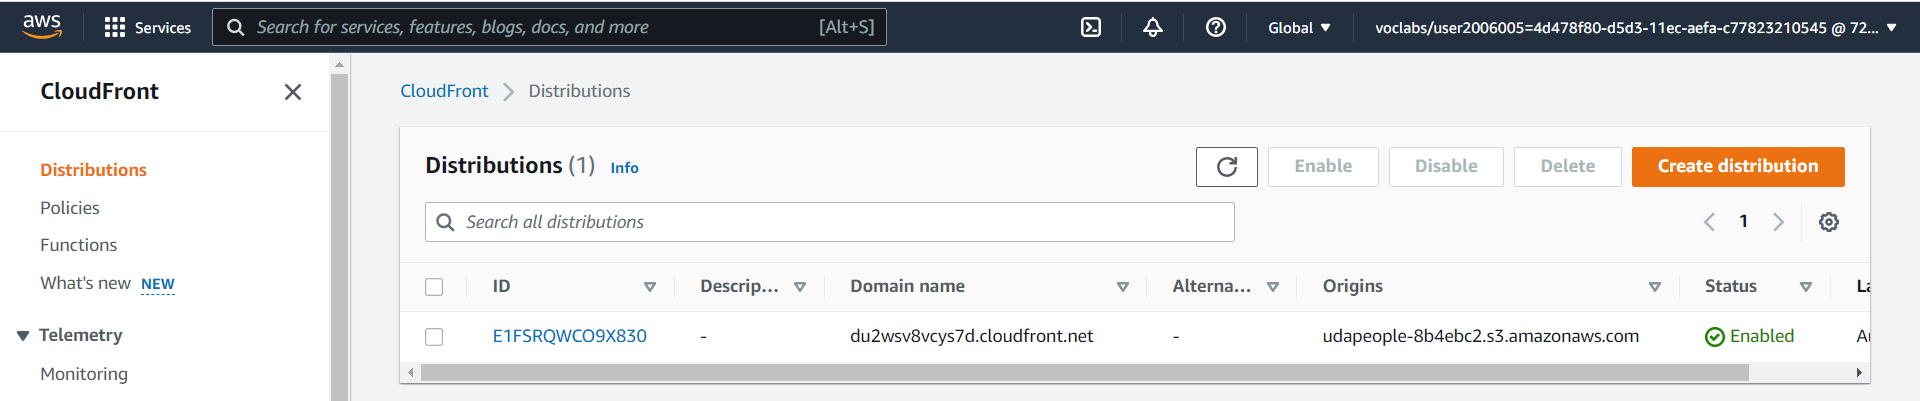 aws
Services
Search for services, features, blogs, docs, and more
[Alt+S]
Global
voclabs/user2006005=4d478f80-d5d3-11ec-aefa-c77823210545 @ 72...
CloudFront
Distributions
Policies
Functions
What's new NEW
Telemetry
Monitoring
CloudFront > Distributions
Distributions (1) Info
Enable
Disable
Delete
Create distribution
Search all distributions
1
ID Descrip... Domain name Alterna... Origins Status
E1FSRQWCO9X830 - du2wsv8vcys7d.cloudfront.net - udapeople-8b4ebc2.s3.amazonaws.com Enabled